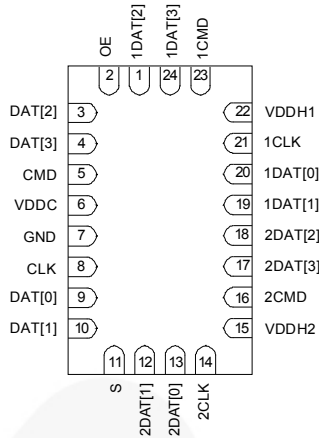 OE
1DAT[2]
1DAT[3]
1CMD
2
1
24
23
DAT[2] 3
22 VDDH1
DAT[3] 4
21 1CLK
CMD 5
20 1DAT[0]
VDDC 6
19 1DAT[1]
GND 7
18 2DAT[2]
CLK 8
17 2DAT[3]
DAT[0] 9
16 2CMD
DAT[1] 10
15 VDDH2
11
12
13
14
S
2DAT[1]
2DAT[0]
2CLK